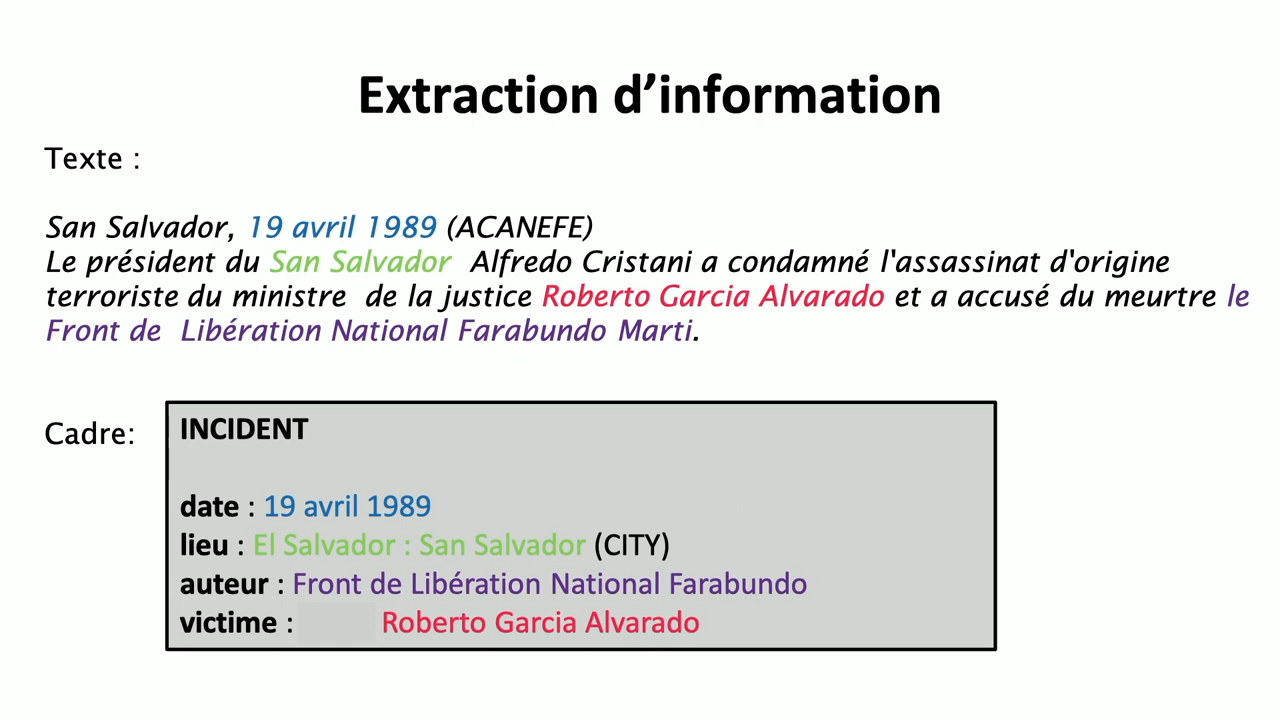 Extraction d’information
Texte :
San Salvador, 19 avril 1989 (ACANEFE)
Le président du San Salvador Alfredo Cristani a condamné l'assassinat d'origine
terroriste du ministre de la justice Roberto Garcia Alvarado et a accusé du meurtre le
Front de Libération National Farabundo Marti.
Cadre:
INCIDENT
date : 19 avril 1989
lieu : El Salvador : San Salvador (CITY)
auteur : Front de Libération National Farabundo
victime : Roberto Garcia Alvarado